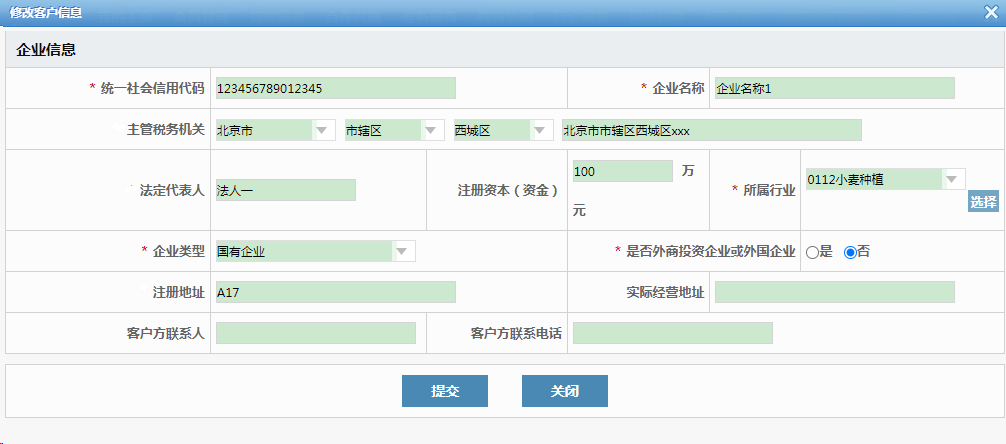 修改客户信息
企业信息
* 统一社会信用代码 123456789012345 * 企业名称 企业名称1
主管税务机关 北京市 市辖区 西城区 北京市市辖区西城区xxx
法定代表人 法人一 注册资本（资金） 100 万元 * 所属行业 0112小麦种植 选择
* 企业类型 国有企业 * 是否外商投资企业或外国企业 是 否
注册地址 A17 实际经营地址
客户方联系人 客户方联系电话
提交 关闭